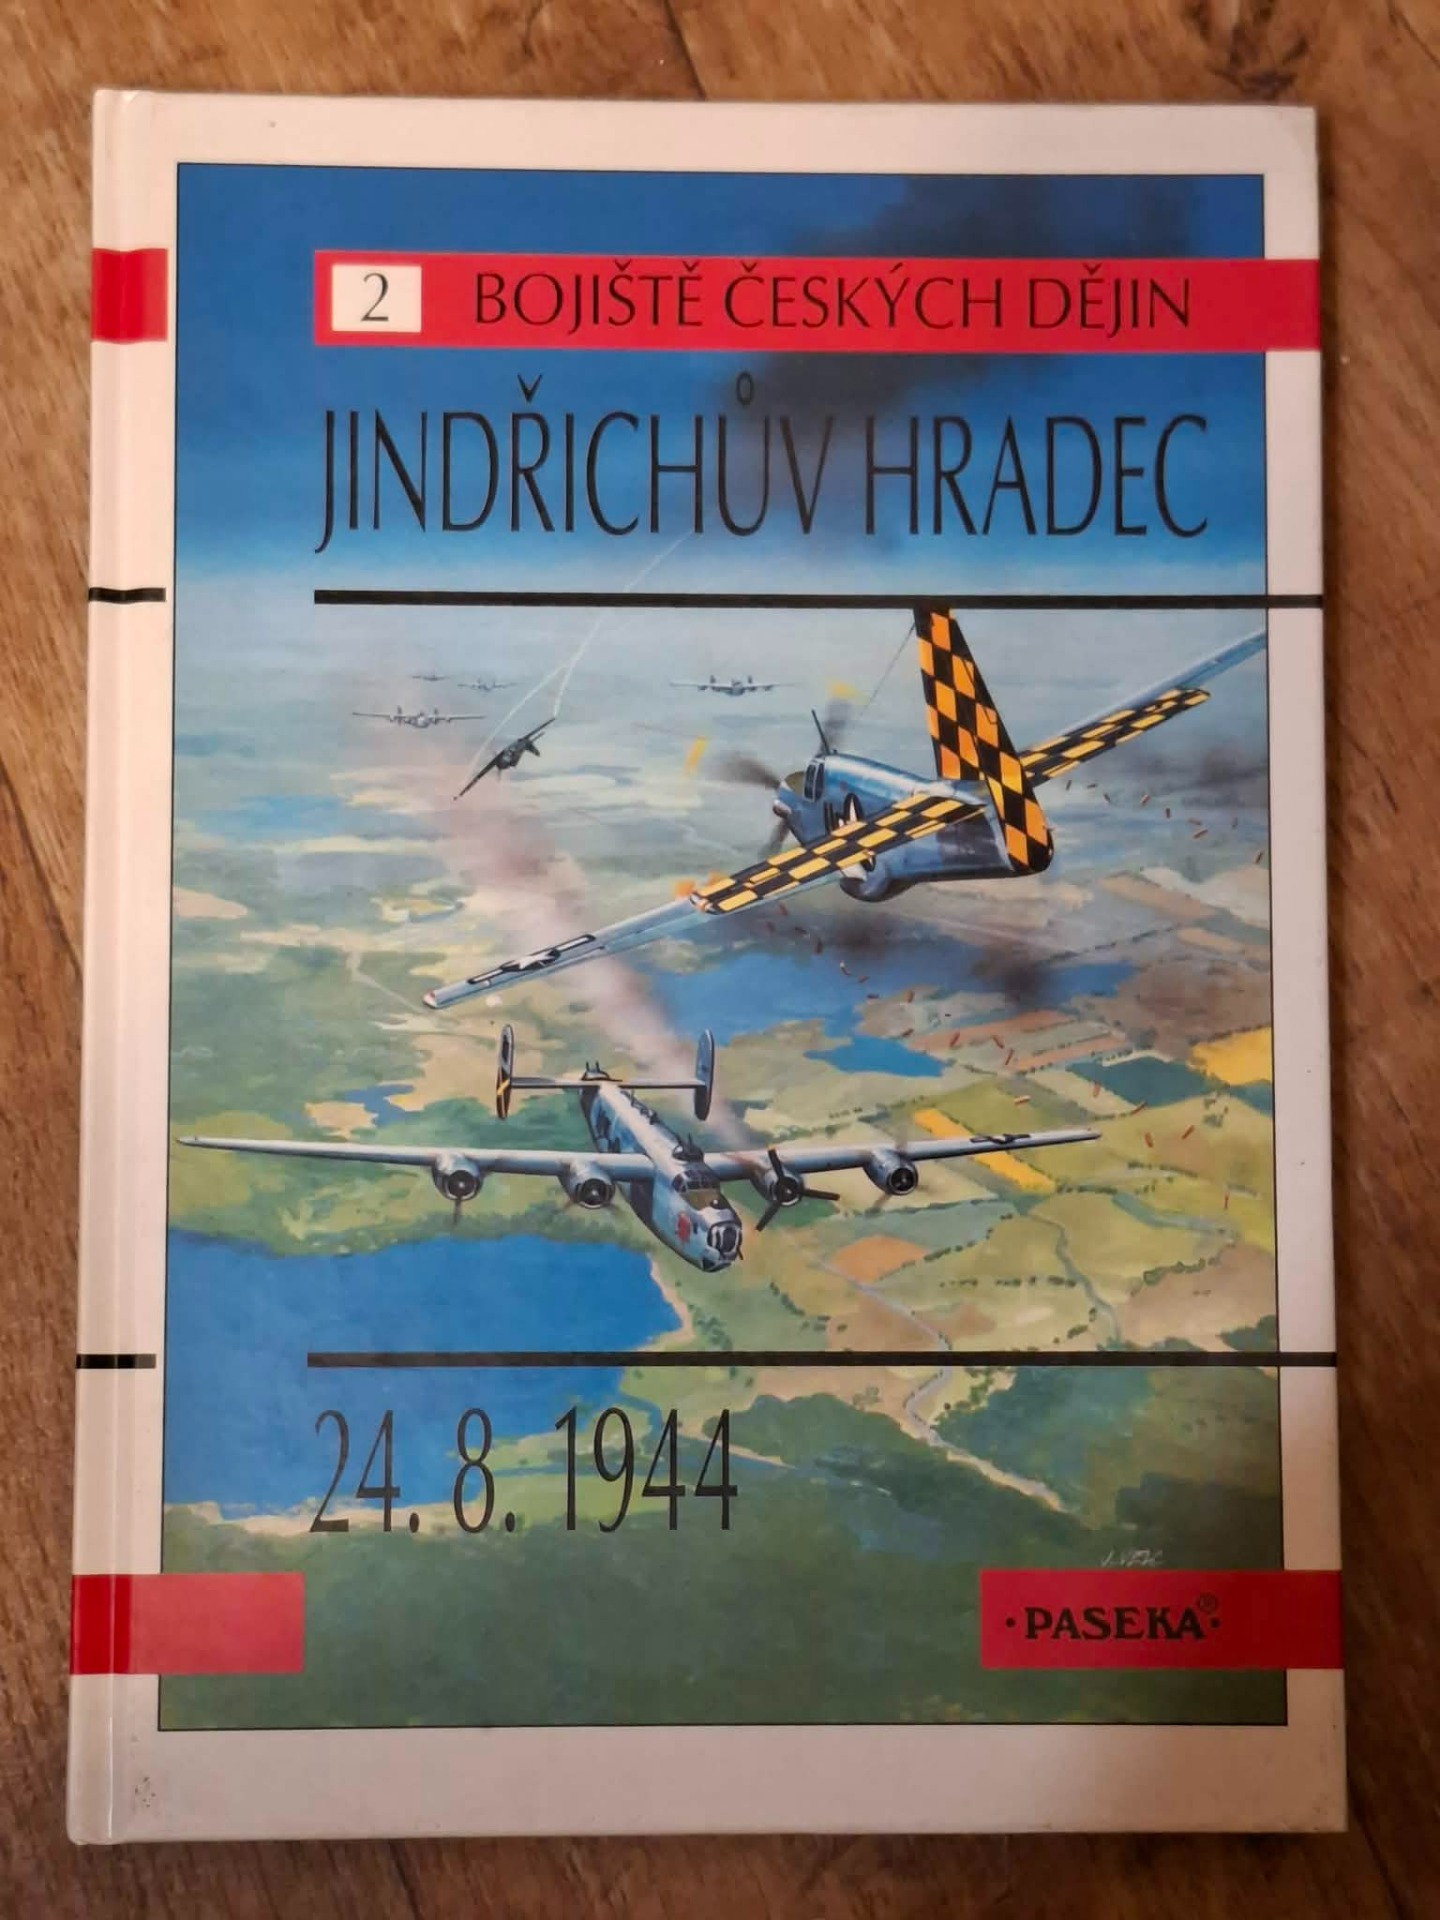 2 BOJIŠTĚ ČESKÝCH DĚJIN
JINDŘICHŮV HRADEC
24. 8. 1944
·PASEKA®·